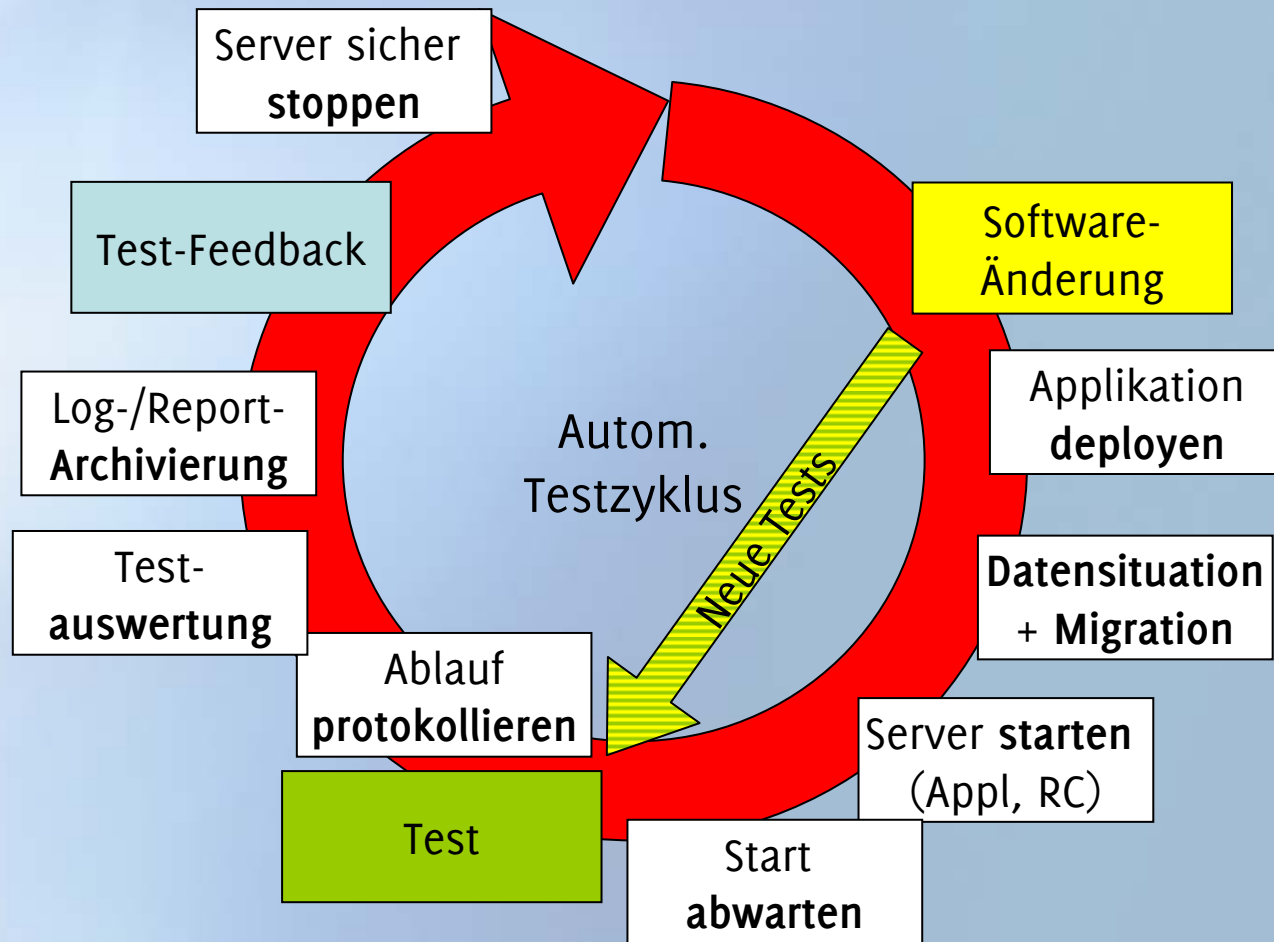 Server sicher
stoppen
Software-
Änderung
Applikation
deployen
Datensituation
+ Migration
Server starten
(Appl, RC)
Start
abwarten
Test
Ablauf
protokollieren
Test-
auswertung
Log-/Report-
Archivierung
Test-Feedback
Autom.
Testzyklus
Neue Tests